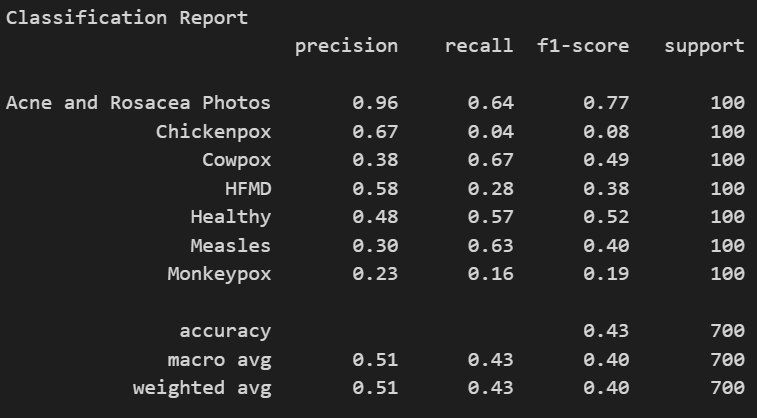 Classification Report
precision recall f1-score support
Acne and Rosacea Photos 0.96 0.64 0.77 100
Chickenpox 0.67 0.04 0.08 100
Cowpox 0.38 0.67 0.49 100
HFMD 0.58 0.28 0.38 100
Healthy 0.48 0.57 0.52 100
Measles 0.30 0.63 0.40 100
Monkeypox 0.23 0.16 0.19 100
accuracy 0.43 700
macro avg 0.51 0.43 0.40 700
weighted avg 0.51 0.43 0.40 700